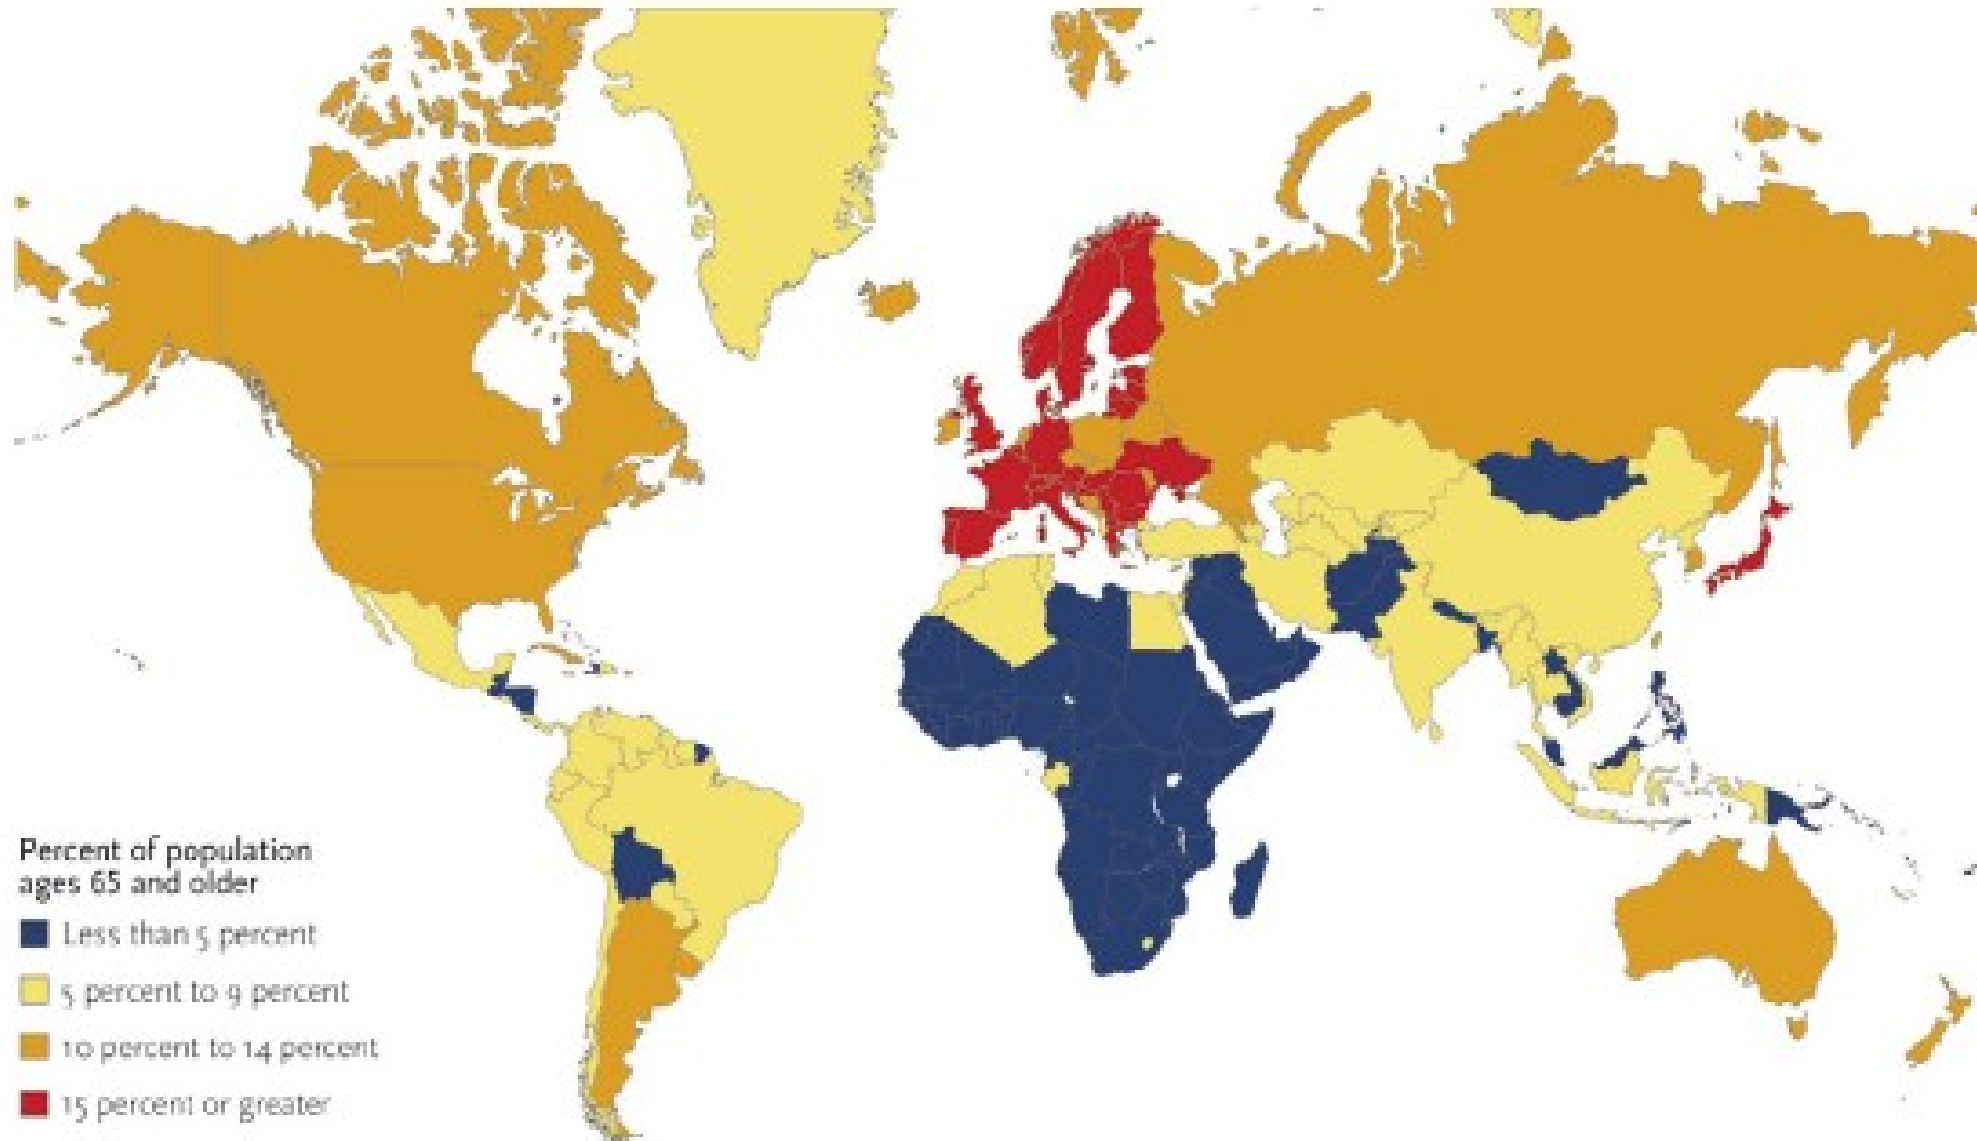 Percent of population
ages 65 and older
Less than 5 percent
5 percent to 9 percent
10 percent to 14 percent
15 percent or greater